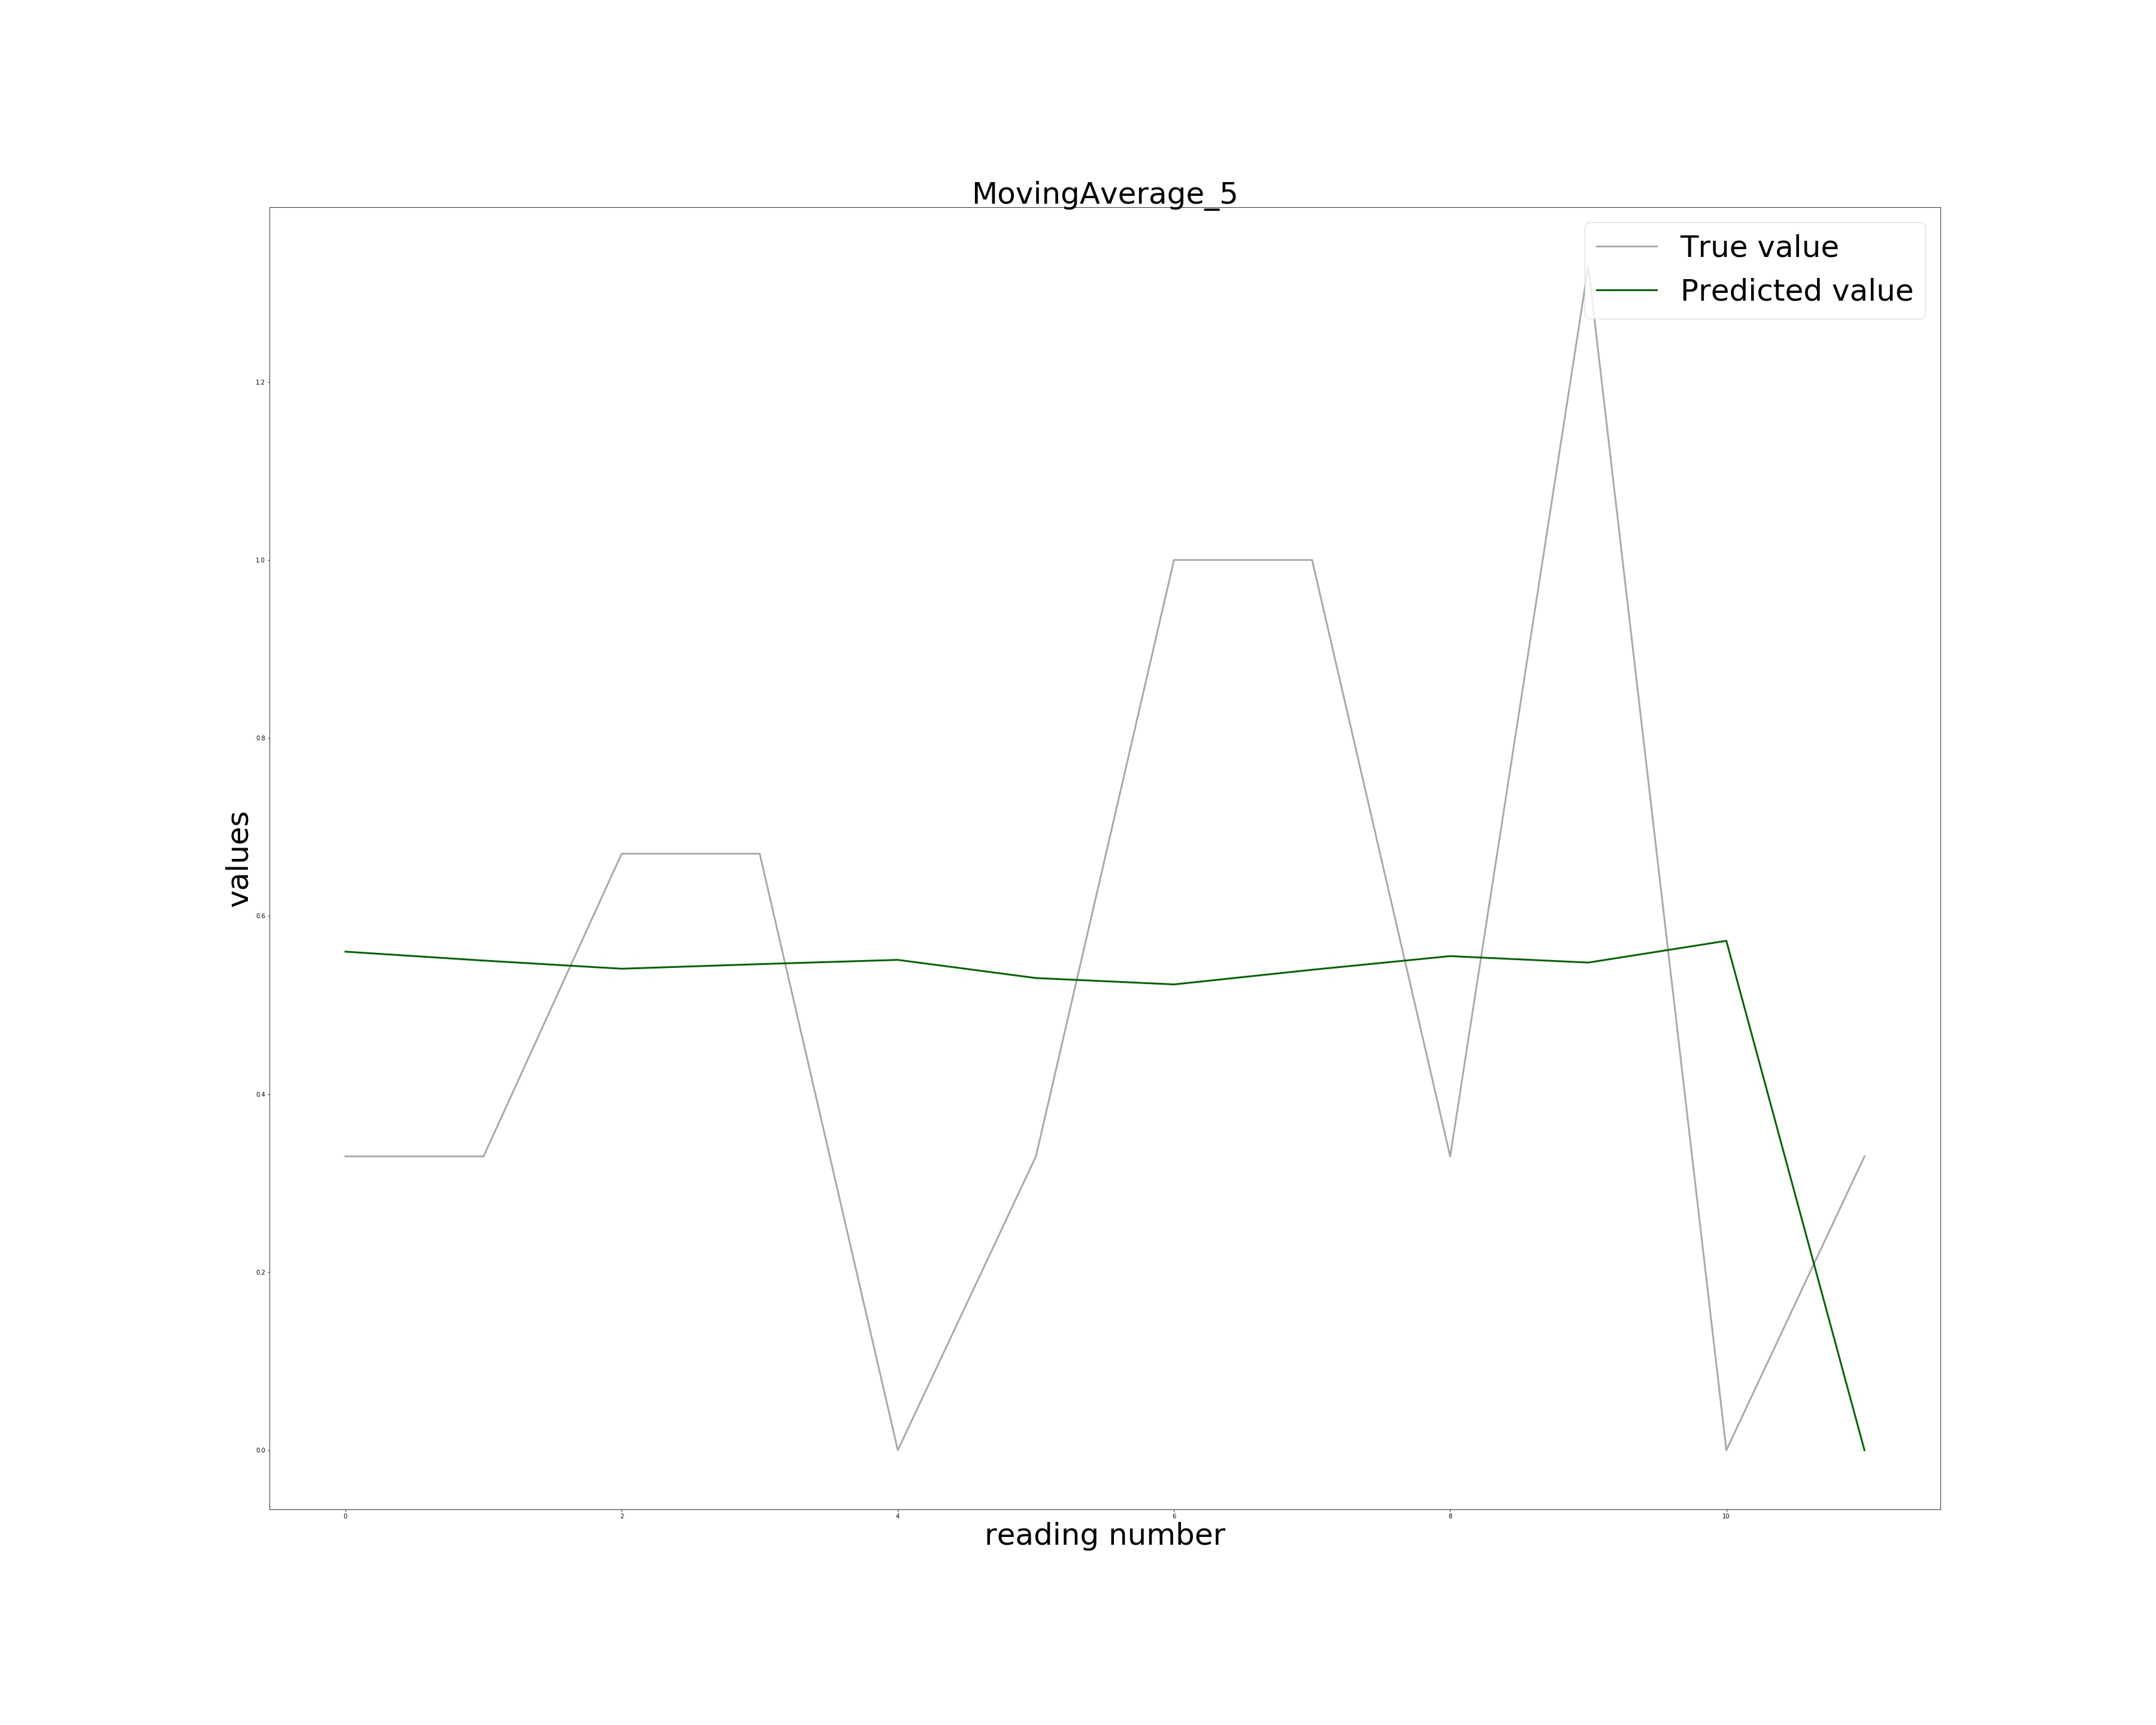 MovingAverage_5
True value
Predicted value
1.2
1.0
0.8
0.6
0.4
0.2
0.0
values
0 2 4 6 8 10
reading number